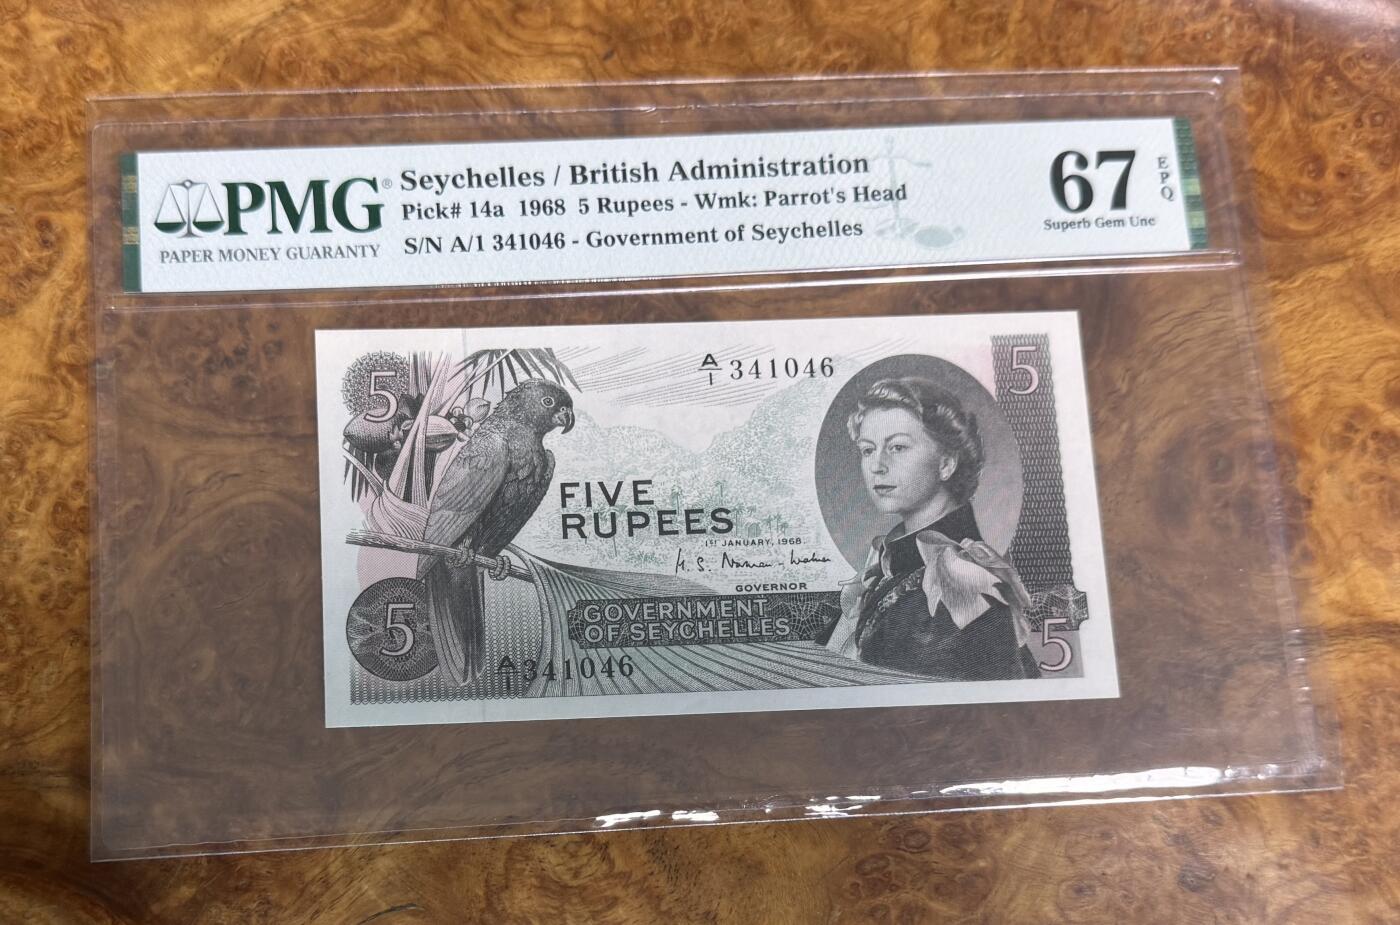 PMG®
PAPER MONEY GUARANTY
Seychelles / British Administration
Pick# 14a 1968 5 Rupees - Wmk: Parrot's Head
S/N A/1 341046 - Government of Seychelles
67
EPQ
Superb Gem Unc
5
A/1 341046
5
FIVE
RUPEES
1ST JANUARY, 1968.
GOVERNOR
GOVERNMENT
OF SEYCHELLES
5
5
A/1 341046